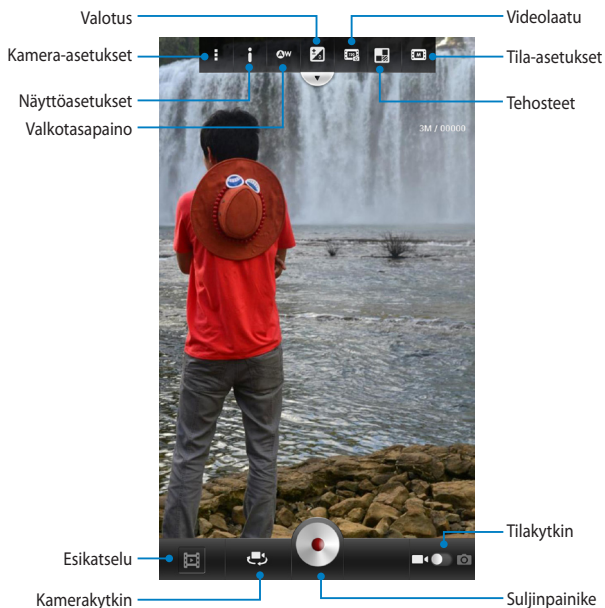 Valotus
Videolaatu
Kamera-asetukset
Tila-asetukset
Näyttöasetukset
Tehosteet
Valkotasapaino
3M / 00000
Tilakytkin
Esikatselu
Kamerakytkin
Suljinpainike